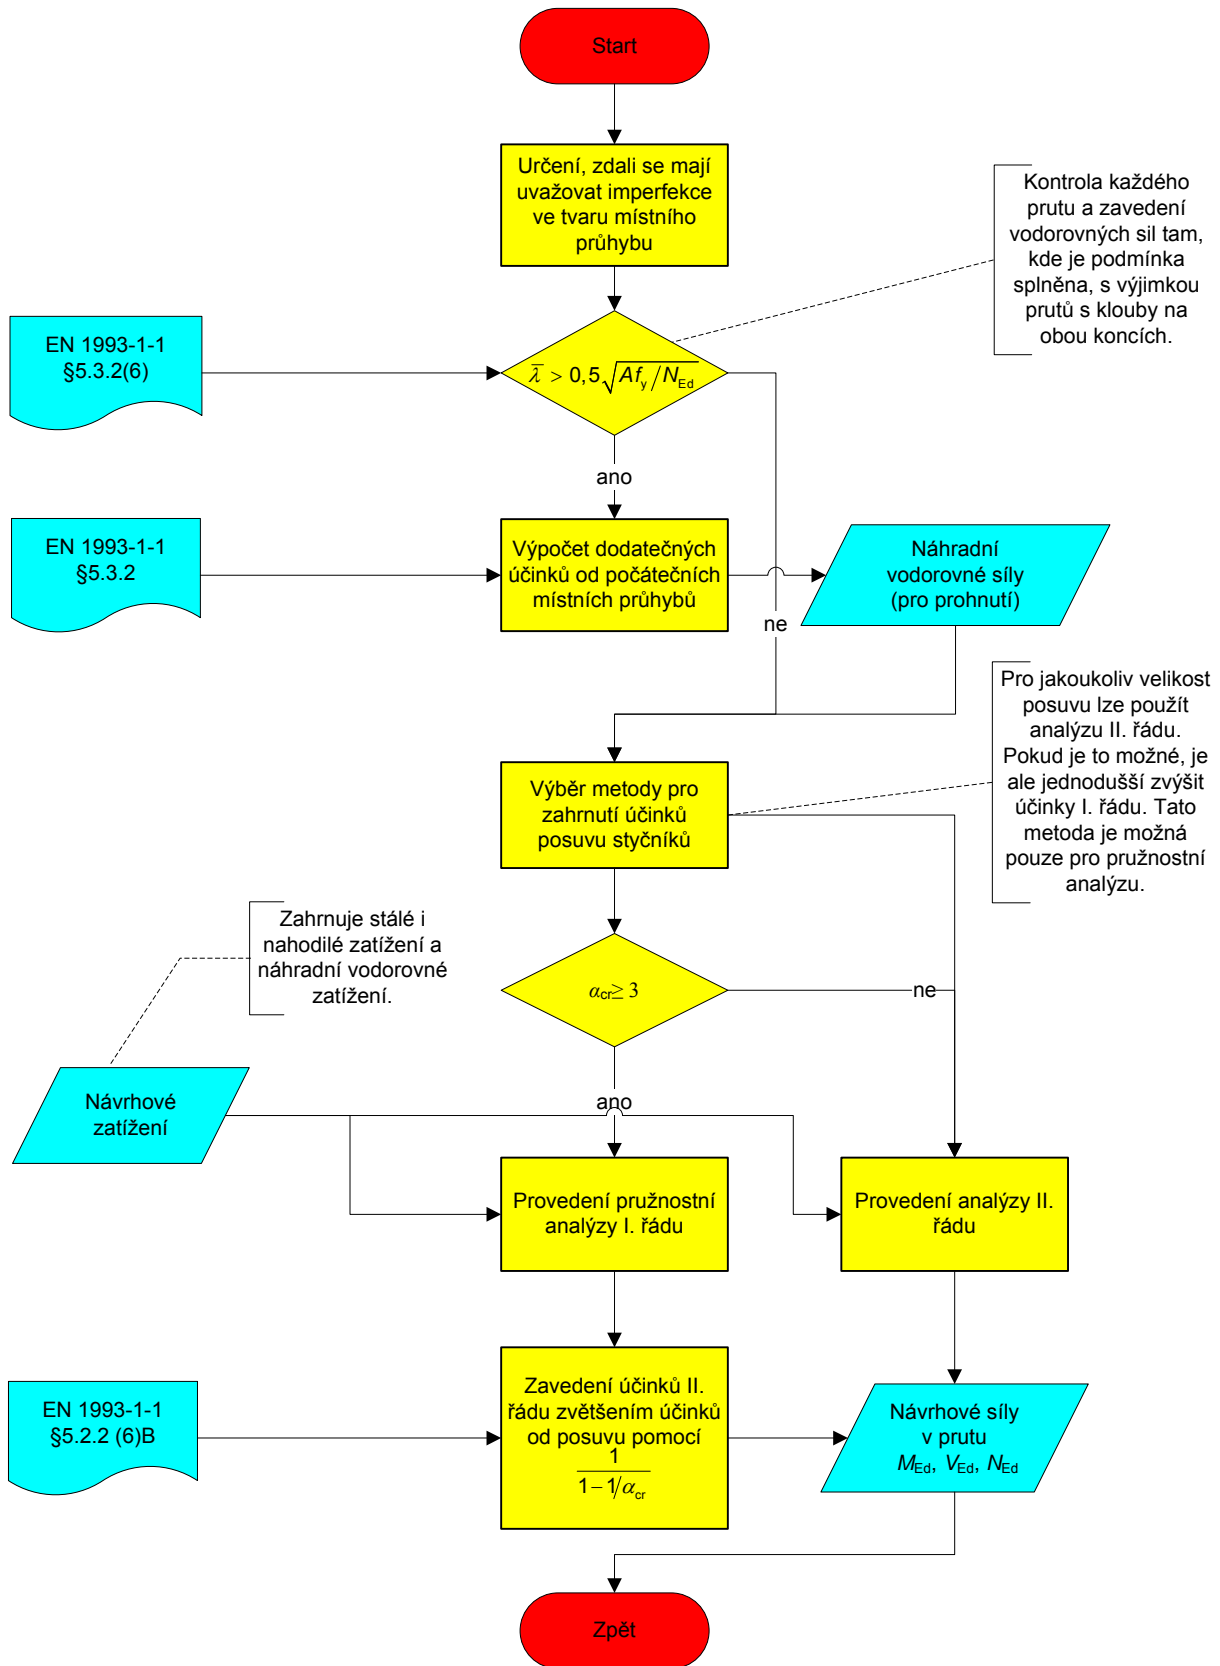 Start
Určení, zdali se mají
uvažovat imperfekce
ve tvaru místního
průhybu
Kontrola každého
prutu a zavedení
vodorovných sil tam,
kde je podmínka
splněna, s výjimkou
prutů s klouby na
obou koncích.
EN 1993-1-1
§5.3.2(6)
λ̅ > 0,5√(Af_y/N_Ed)
ano
EN 1993-1-1
§5.3.2
Výpočet dodatečných
účinků od počátečních
místních průhybů
Náhradní
vodorovné síly
(pro prohnutí)
ne
Pro jakoukoliv velikost
posuvu lze použít
analýzu II. řádu.
Pokud je to možné, je
ale jednodušší zvýšit
účinky I. řádu. Tato
metoda je možná
pouze pro pružnostní
analýzu.
Výběr metody pro
zahrnutí účinků
posuvu styčníků
Zahrnuje stálé i
nahodilé zatížení a
náhradní vodorovné
zatížení.
α_cr ≥ 3
ne
ano
Návrhové
zatížení
Provedení pružnostní
analýzy I. řádu
Provedení analýzy II.
řádu
EN 1993-1-1
§5.2.2 (6)B
Zavedení účinků II.
řádu zvětšením účinků
od posuvu pomocí
1
1−1/α_cr
Návrhové síly
v prutu
M_Ed, V_Ed, N_Ed
Zpět